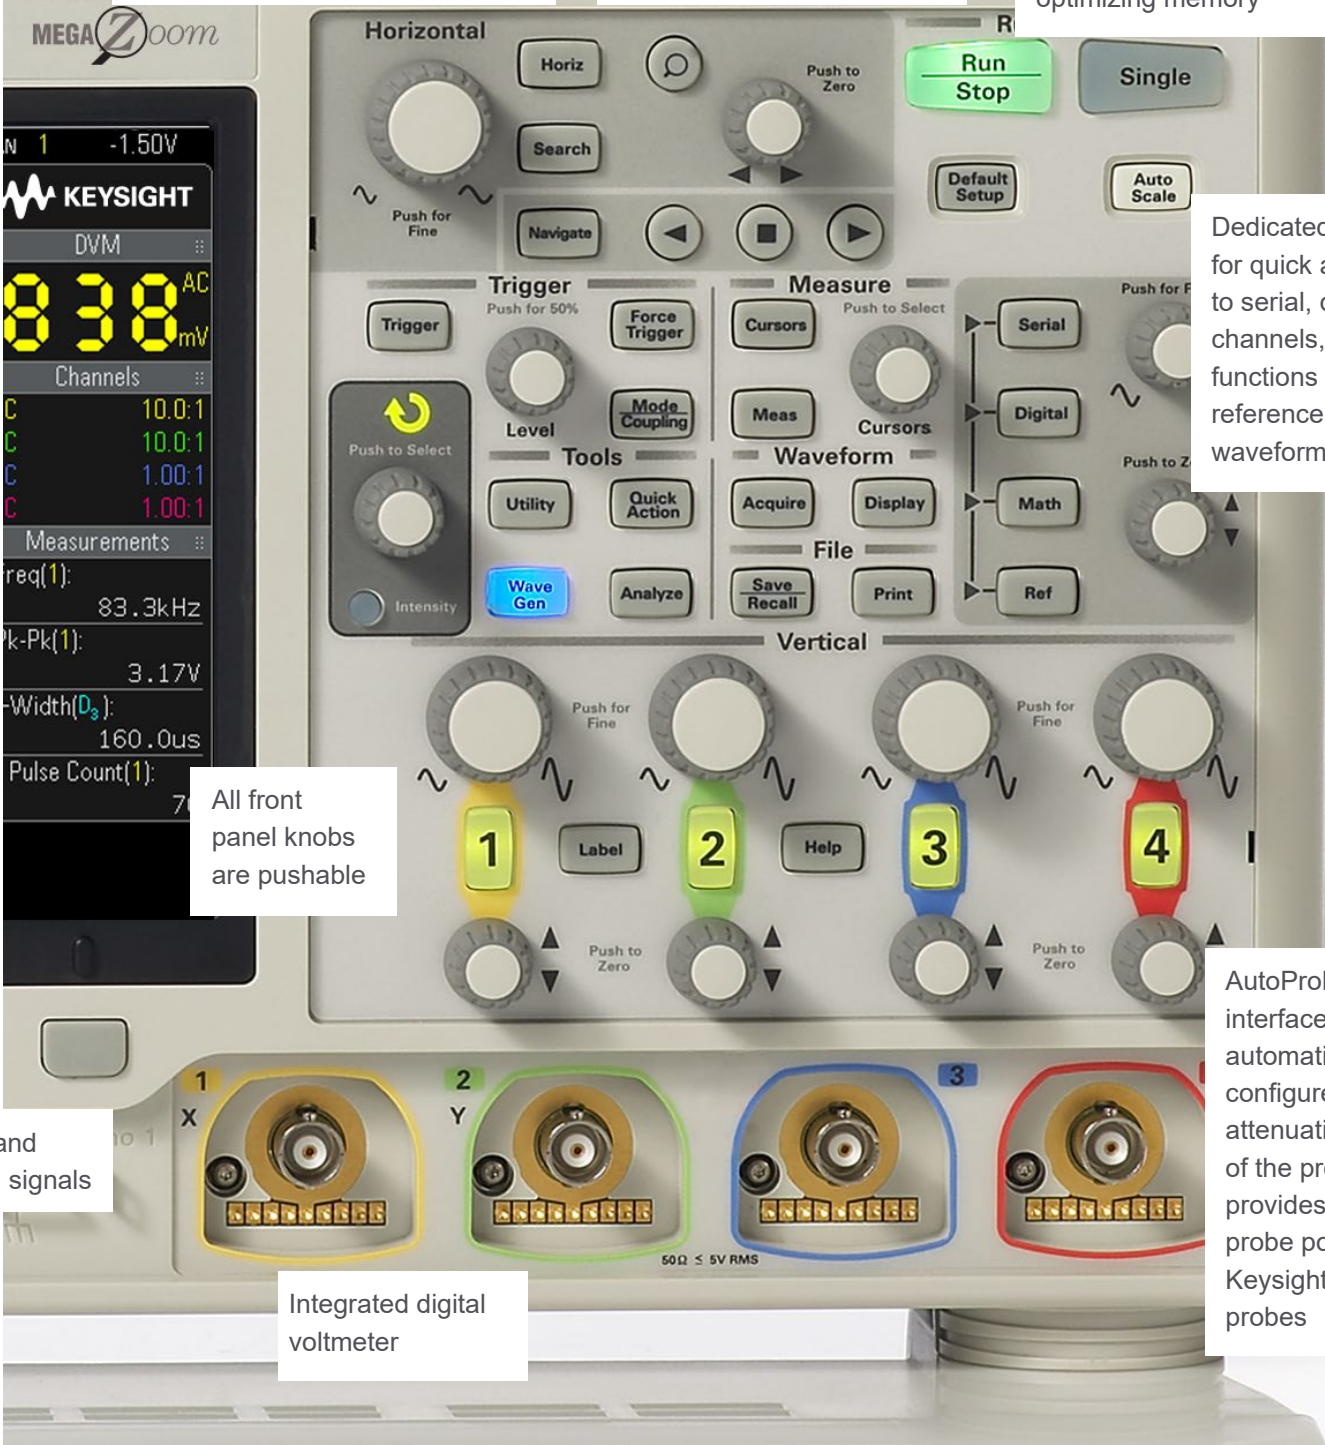 optimizing memory
MEGA Zoom
Horizontal
Horiz
Push to
Zero
Run
Stop
Single
Search
Default
Setup
Auto
Scale
Push for
Fine
Navigate
1 -1.50V
KEYSIGHT
DVM
838 AC
mV
Channels
10.0:1
10.0:1
1.00:1
1.00:1
Measurements
req(1):
83.3kHz
Pk-Pk(1):
3.17V
-Width(D3):
160.0us
Pulse Count(1):
Trigger
Push for 50%
Trigger
Force
Trigger
Level
Mode
Coupling
Measure
Cursors
Push to Select
Meas
Cursors
Serial
Digital
Math
Ref
Push for
Push to
Dedicated
for quick
to serial,
channels,
functions
reference
waveform
Push to Select
Intensity
Tools
Utility
Quick
Action
Wave
Gen
Analyze
Waveform
Acquire
Display
File
Save
Recall
Print
Vertical
Push for
Fine
Push for
Fine
1
Label
2
Help
3
4
Push to
Zero
Push to
Zero
All front
panel knobs
are pushable
and
signals
1
X
2
Y
3
50Ω ≤ 5V RMS
Integrated digital
voltmeter
interface
of the
provides
Keysight
probes